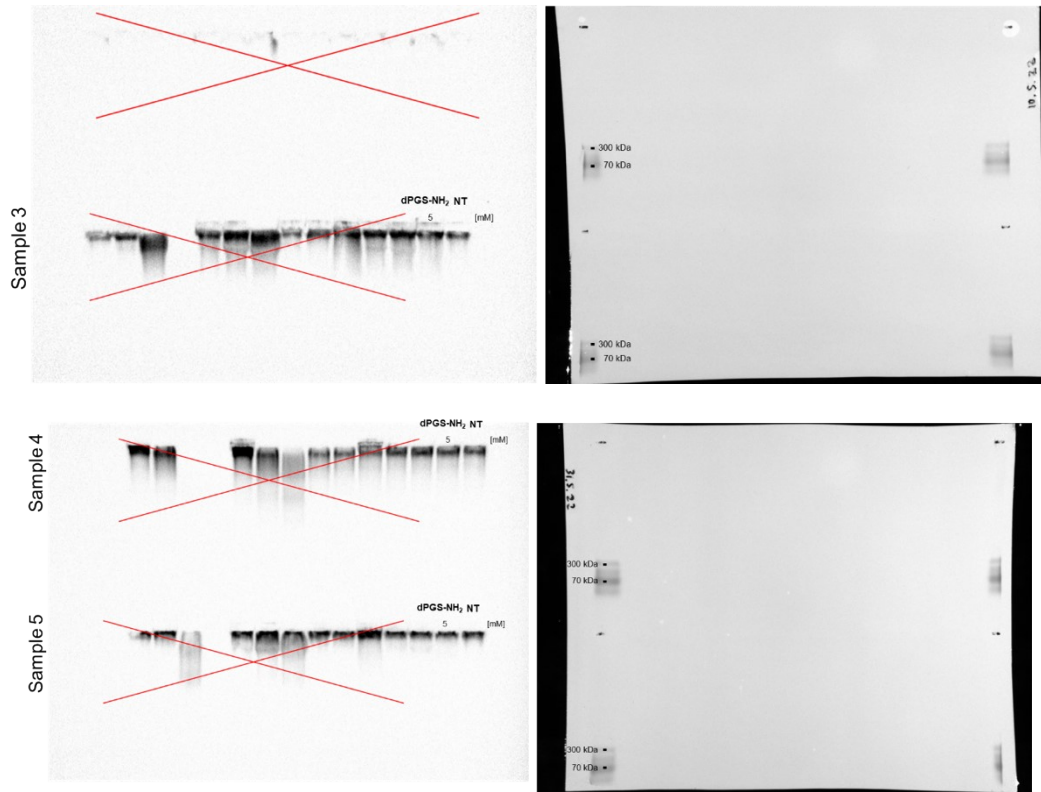 Sample 3
dPGS-NH₂ NT
5 [mM]
300 kDa
70 kDa
300 kDa
70 kDa
22.5.01
Sample 4
dPGS-NH₂ NT
5 [mM]
Sample 5
dPGS-NH₂ NT
5 [mM]
31.5.22
300 kDa
70 kDa
300 kDa
70 kDa